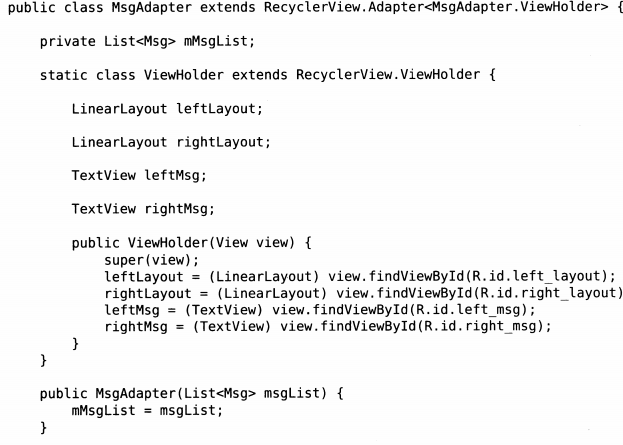 public class MsgAdapter extends RecyclerView.Adapter<MsgAdapter.ViewHolder> {
private List<Msg> mMsgList;
static class ViewHolder extends RecyclerView.ViewHolder {
LinearLayout leftLayout;
LinearLayout rightLayout;
TextView leftMsg;
TextView rightMsg;
public ViewHolder(View view) {
super(view);
leftLayout = (LinearLayout) view.findViewById(R.id.left_layout);
rightLayout = (LinearLayout) view.findViewById(R.id.right_layout)
leftMsg = (TextView) view.findViewById(R.id.left_msg);
rightMsg = (TextView) view.findViewById(R.id.right_msg);
}
}
public MsgAdapter(List<Msg> msgList) {
mMsgList = msgList;
}